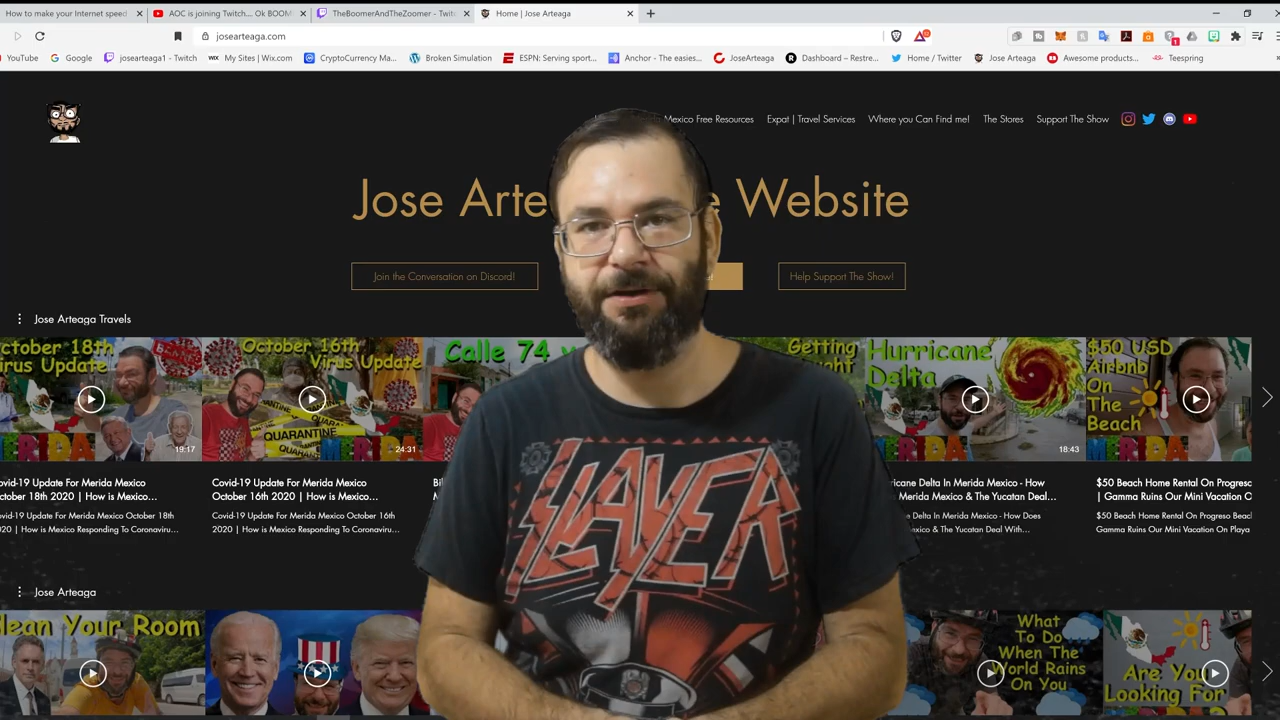 How to make your Internet speed
AOC is joining Twitch.... Ok BOOM
TheBoomerAndTheZoomer - Twit
Home | Jose Arteaga
josearteaga.com
YouTube
Google
josearteaga1 - Twitch
My Sites | Wix.com
CryptoCurrency Ma...
Broken Simulation
ESPN: Serving sport...
Anchor - The easies...
JoseArteaga
Dashboard – Restre...
Home / Twitter
Jose Arteaga
Awesome products...
Teespring
Mexico Free Resources
Expat | Travel Services
Where you Can Find me!
The Stores
Support The Show
Jose Arte e Website
Join the Conversation on Discord!
Help Support The Show!
Jose Arteaga Travels
ctober 18th
irus Update
October 16th
Virus Update
QUARANTINE
Calle 74
Getting
Hurricane
Delta
$50 USD
Airbnb
On
The
Beach
19:17
24:31
18:43
ovid-19 Update For Merida Mexico
ctober 18th 2020 | How is Mexico...
ovid-19 Update For Merida Mexico October 18th
20 | How is Mexico Responding To Coronaviru...
Covid-19 Update For Merida Mexico
October 16th 2020 | How is Mexico...
Covid-19 Update For Merida Mexico October 16th
2020 | How is Mexico Responding To Coronaviru...
ricane Delta In Merida Mexico - How
Merida Mexico & The Yucatan Deal...
e Delta In Merida Mexico - How Does
Mexico & The Yucatan Deal With...
$50 Beach Home Rental On Progreso
| Gamma Ruins Our Mini Vacation O
$50 Beach Home Rental On Progreso Beac
Gamma Ruins Our Mini Vacation On Playa
SLAYER
Jose Arteaga
lean Your Room
What
To Do
When The
World Rains
On You
Are You
Looking For